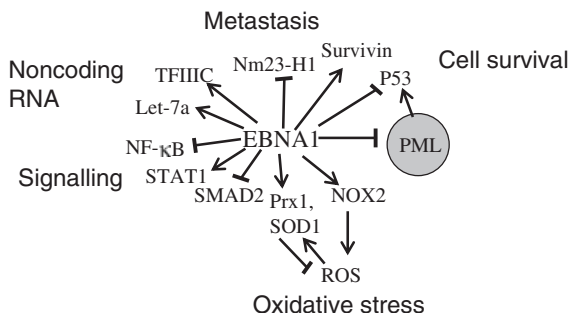 Metastasis
Survivin
Nm23-H1
Cell survival
TFIIIC
P53
Noncoding
RNA
Let-7a
EBNA1
PML
NF-κB
Signalling
STAT1
SMAD2
Prx1,
SOD1
NOX2
ROS
Oxidative stress